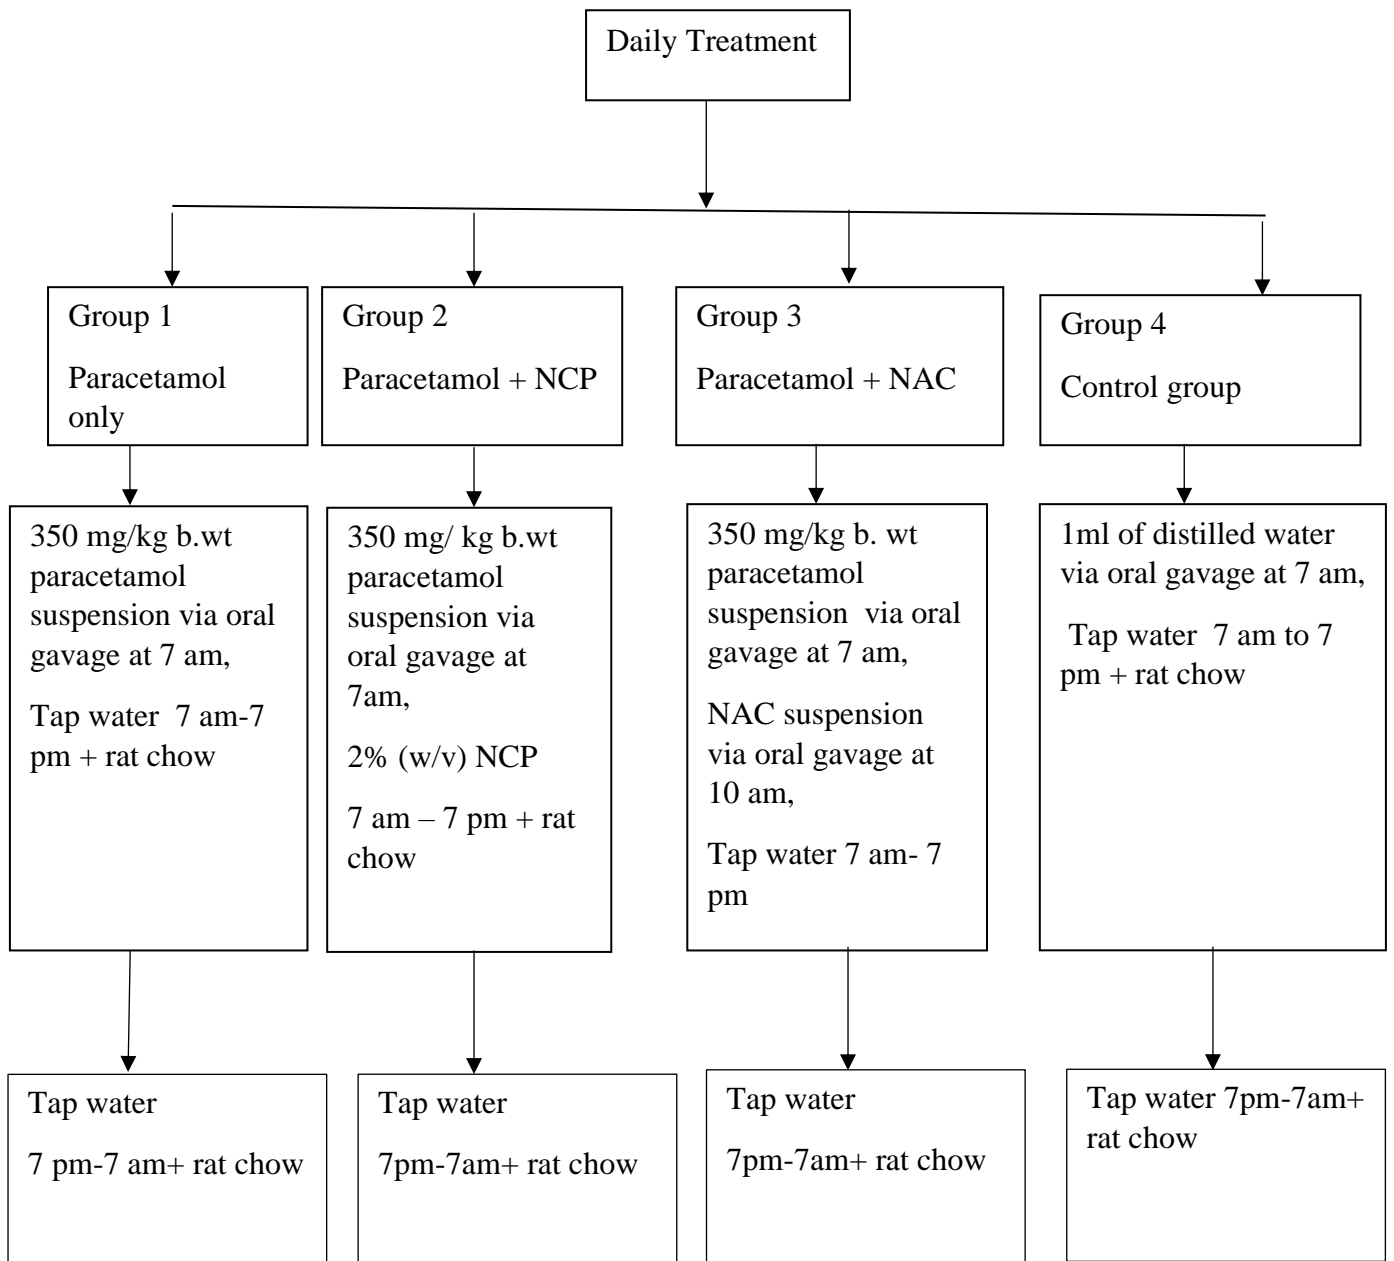 Daily Treatment
Group 1
Paracetamol
only
Group 2
Paracetamol + NCP
Group 3
Paracetamol + NAC
Group 4
Control group
350 mg/kg b.wt
paracetamol
suspension via oral
gavage at 7 am,
Tap water 7 am-7
pm + rat chow
350 mg/ kg b.wt
paracetamol
suspension via
oral gavage at
7am,
2% (w/v) NCP
7 am – 7 pm + rat
chow
350 mg/kg b. wt
paracetamol
suspension via oral
gavage at 7 am,
NAC suspension
via oral gavage at
10 am,
Tap water 7 am- 7
pm
1ml of distilled water
via oral gavage at 7 am,
Tap water 7 am to 7
pm + rat chow
Tap water
7 pm-7 am+ rat chow
Tap water
7pm-7am+ rat chow
Tap water
7pm-7am+ rat chow
Tap water 7pm-7am+
rat chow